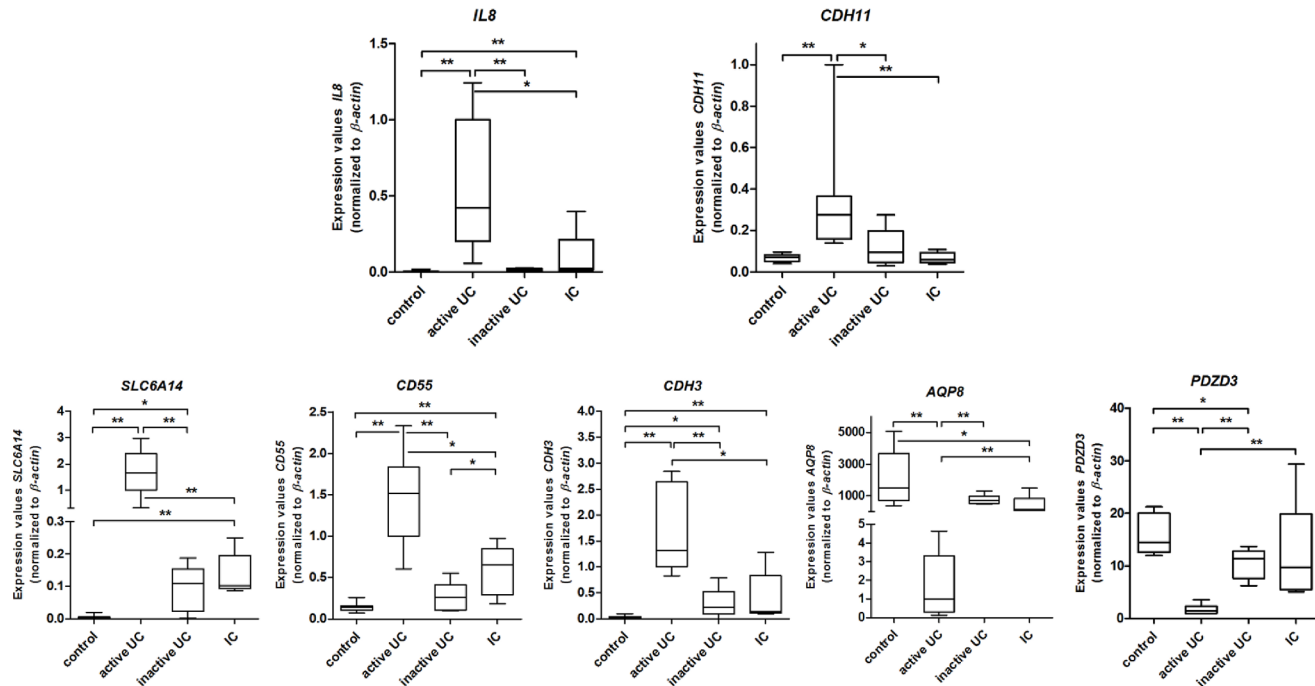 IL8
Expression values IL8
(normalized to β-actin)
1.5
1.0
0.5
0.0
**
**
**
*
control
active UC
inactive UC
IC
CDH11
Expression values CDH11
(normalized to β-actin)
1.0
0.8
0.6
0.4
0.2
0.0
**
*
**
control
active UC
inactive UC
IC
SLC6A14
Expression values SLC6A14
(normalized to β-actin)
4
3
2
1
0.3
0.2
0.1
0.0
*
**
**
**
**
control
active UC
inactive UC
IC
CD55
Expression values CD55
(normalized to β-actin)
2.5
2.0
1.5
1.0
0.5
0.0
**
**
**
*
*
control
active UC
inactive UC
IC
CDH3
Expression values CDH3
(normalized to β-actin)
4.0
3.5
3.0
2.5
2.0
1.5
1.0
0.5
0.0
**
*
**
**
*
control
active UC
inactive UC
IC
AQP8
Expression values AQP8
(normalized to β-actin)
5000
3000
1000
5
4
3
2
1
0
**
**
*
**
control
active UC
inactive UC
IC
PDZD3
Expression values PDZD3
(normalized to β-actin)
40
30
20
10
0
*
**
**
**
control
active UC
inactive UC
IC